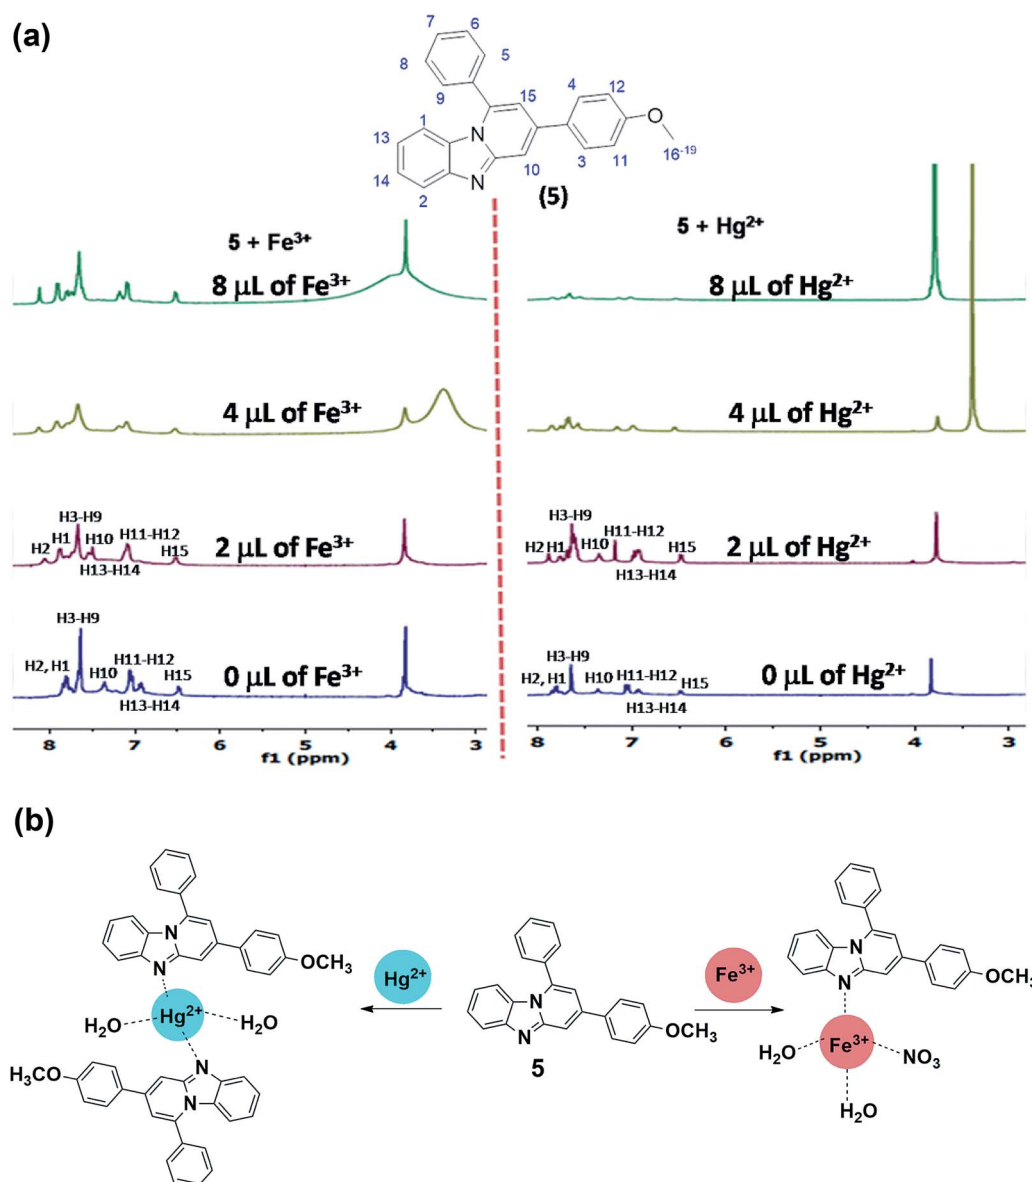 (a)
7
6
8
5
9
15
4
12
1
N
O
13
16-19
3
11
14
10
N
2
(5)
5 + Fe³⁺
8 µL of Fe³⁺
4 µL of Fe³⁺
H3-H9
H2
H1
H10
H11-H12
H15
2 µL of Fe³⁺
H13-H14
H3-H9
H2, H1
H10
H11-H12
H15
0 µL of Fe³⁺
H13-H14
8 7 6 5 4 3
f1 (ppm)
5 + Hg²⁺
8 µL of Hg²⁺
4 µL of Hg²⁺
H3-H9
H2
H1
H10
H11-H12
H15
2 µL of Hg²⁺
H13-H14
H3-H9
H2, H1
H10
H11-H12
H15
0 µL of Hg²⁺
H13-H14
8 7 6 5 4 3
f1 (ppm)
(b)
N
N
OCH₃
Hg²⁺
H₂O
H₂O
N
N
H₃CO
Hg²⁺
N
N
OCH₃
5
Fe³⁺
N
N
OCH₃
Fe³⁺
H₂O
NO₃
H₂O